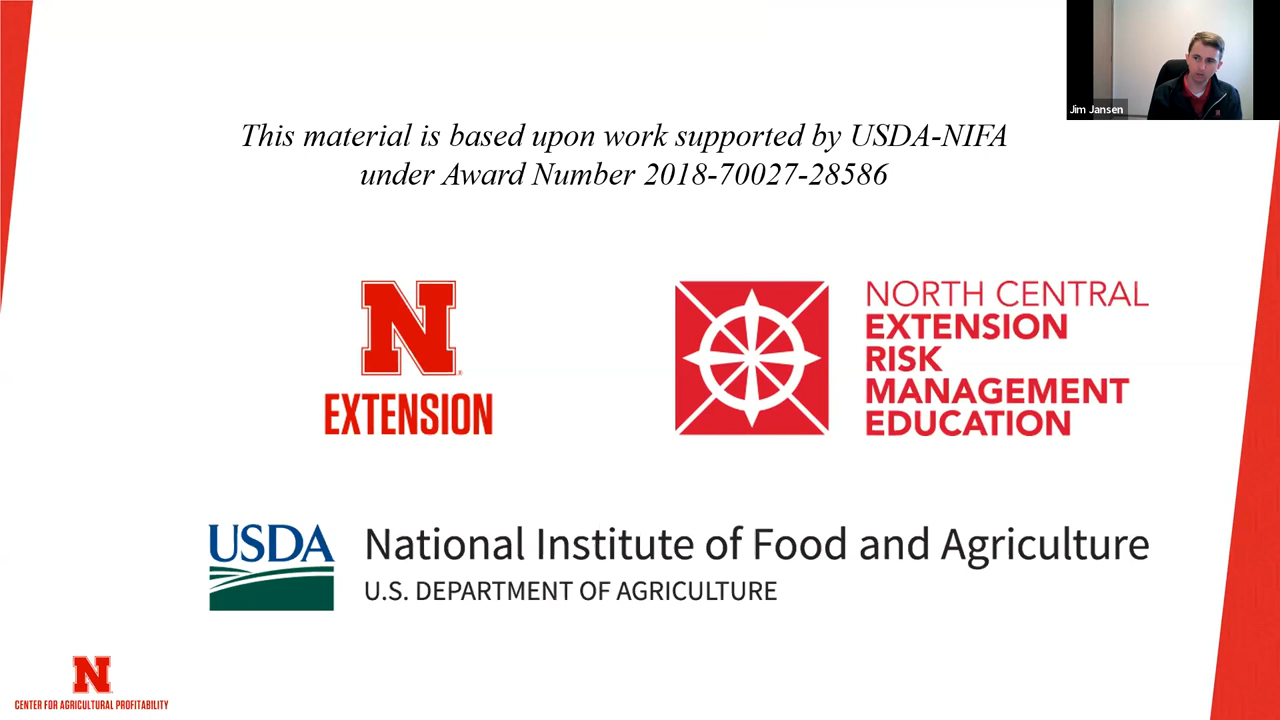 Jim Jansen
This material is based upon work supported by USDA-NIFA
under Award Number 2018-70027-28586
N
EXTENSION
NORTH CENTRAL
EXTENSION
RISK
MANAGEMENT
EDUCATION
USDA
National Institute of Food and Agriculture
U.S. DEPARTMENT OF AGRICULTURE
N
CENTER FOR AGRICULTURAL PROFITABILITY